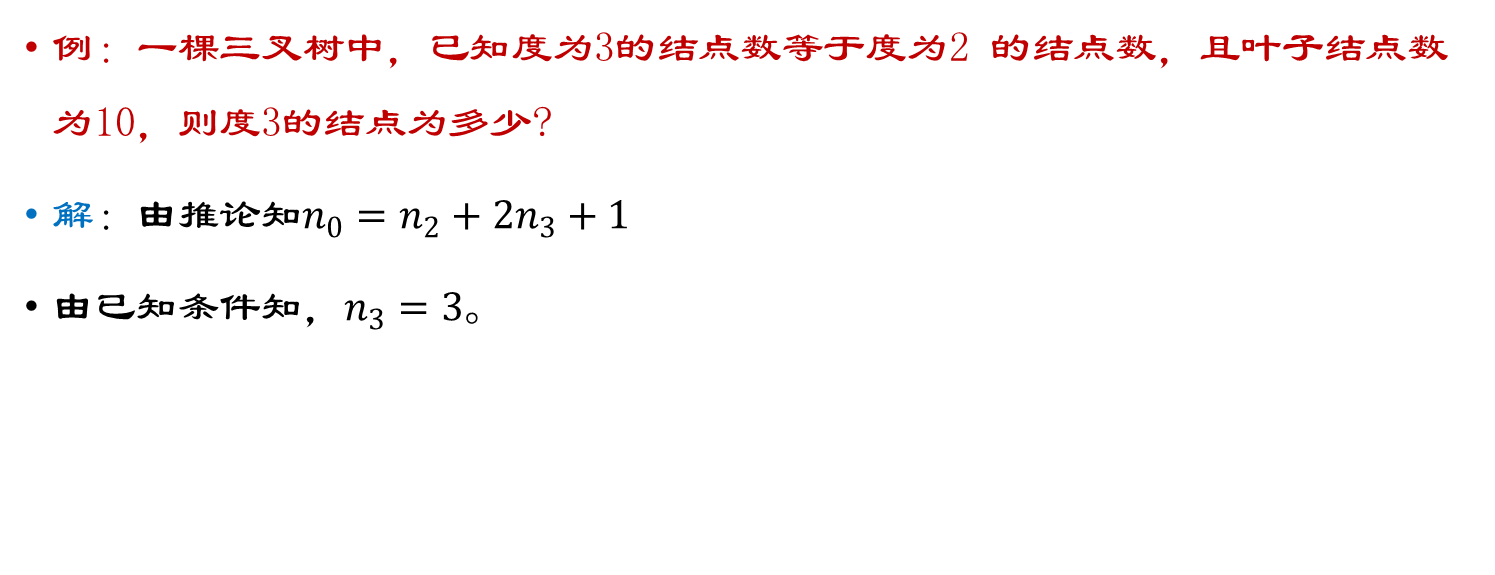 • 例：一棵三叉树中，已知度为3的结点数等于度为2 的结点数，且叶子结点数
为10，则度3的结点为多少?
• 解：由推论知$n_0 = n_2 + 2n_3 + 1$
• 由已知条件知，$n_3 = 3$。